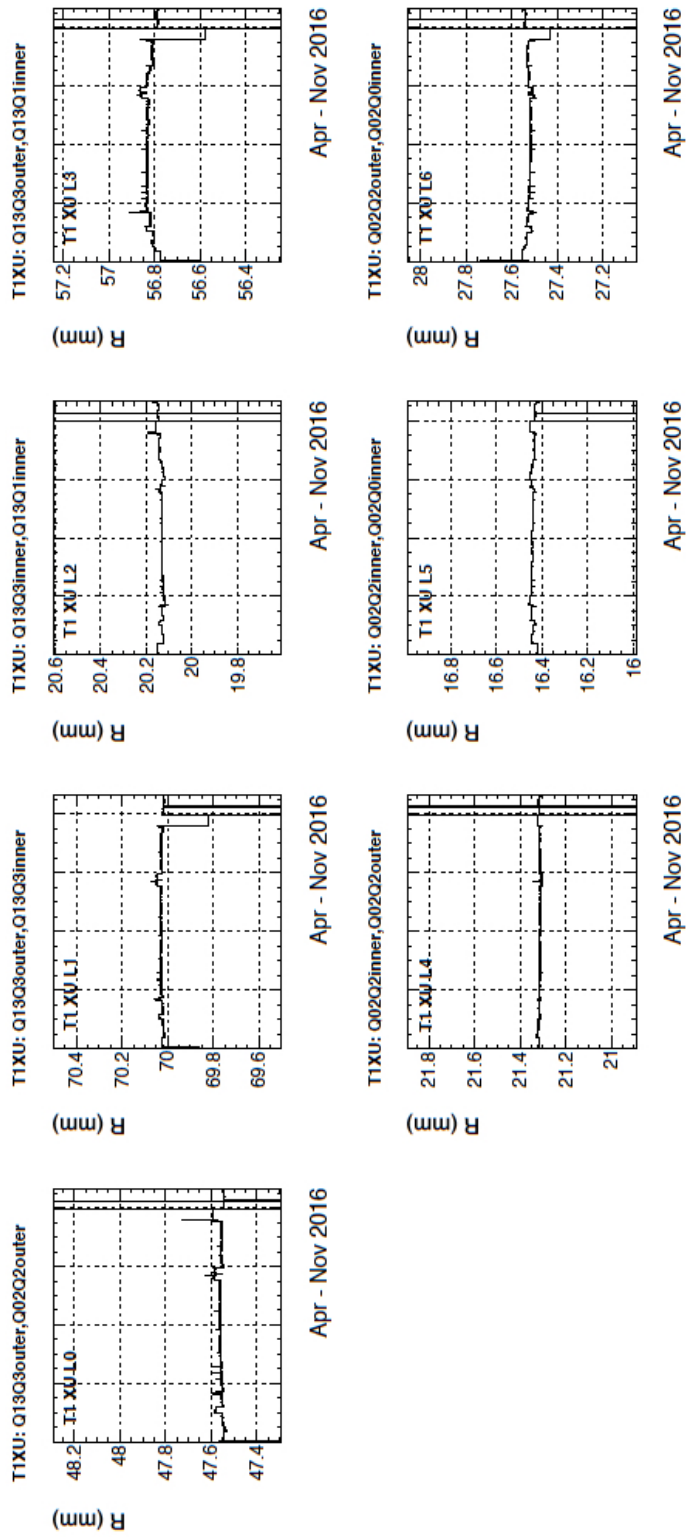 T1XU: Q13Q3outer,Q02Q2outer
T1 XU L0
R (mm)
48.2
48
47.8
47.6
47.4
Apr - Nov 2016
T1XU: Q13Q3outer,Q13Q3inner
T1 XU L1
R (mm)
70.4
70.2
70
69.8
69.6
Apr - Nov 2016
T1XU: Q13Q3inner,Q13Q1inner
T1 XU L2
R (mm)
20.6
20.4
20.2
20
19.8
Apr - Nov 2016
T1XU: Q13Q3outer,Q13Q1inner
T1 XU L3
R (mm)
57.2
57
56.8
56.6
56.4
Apr - Nov 2016
T1XU: Q02Q2inner,Q02Q2outer
T1 XU L4
R (mm)
21.8
21.6
21.4
21.2
21
Apr - Nov 2016
T1XU: Q02Q2inner,Q02Q0inner
T1 XU L5
R (mm)
16.8
16.6
16.4
16.2
16
Apr - Nov 2016
T1XU: Q02Q2outer,Q02Q0inner
T1 XU L6
R (mm)
28
27.8
27.6
27.4
27.2
Apr - Nov 2016